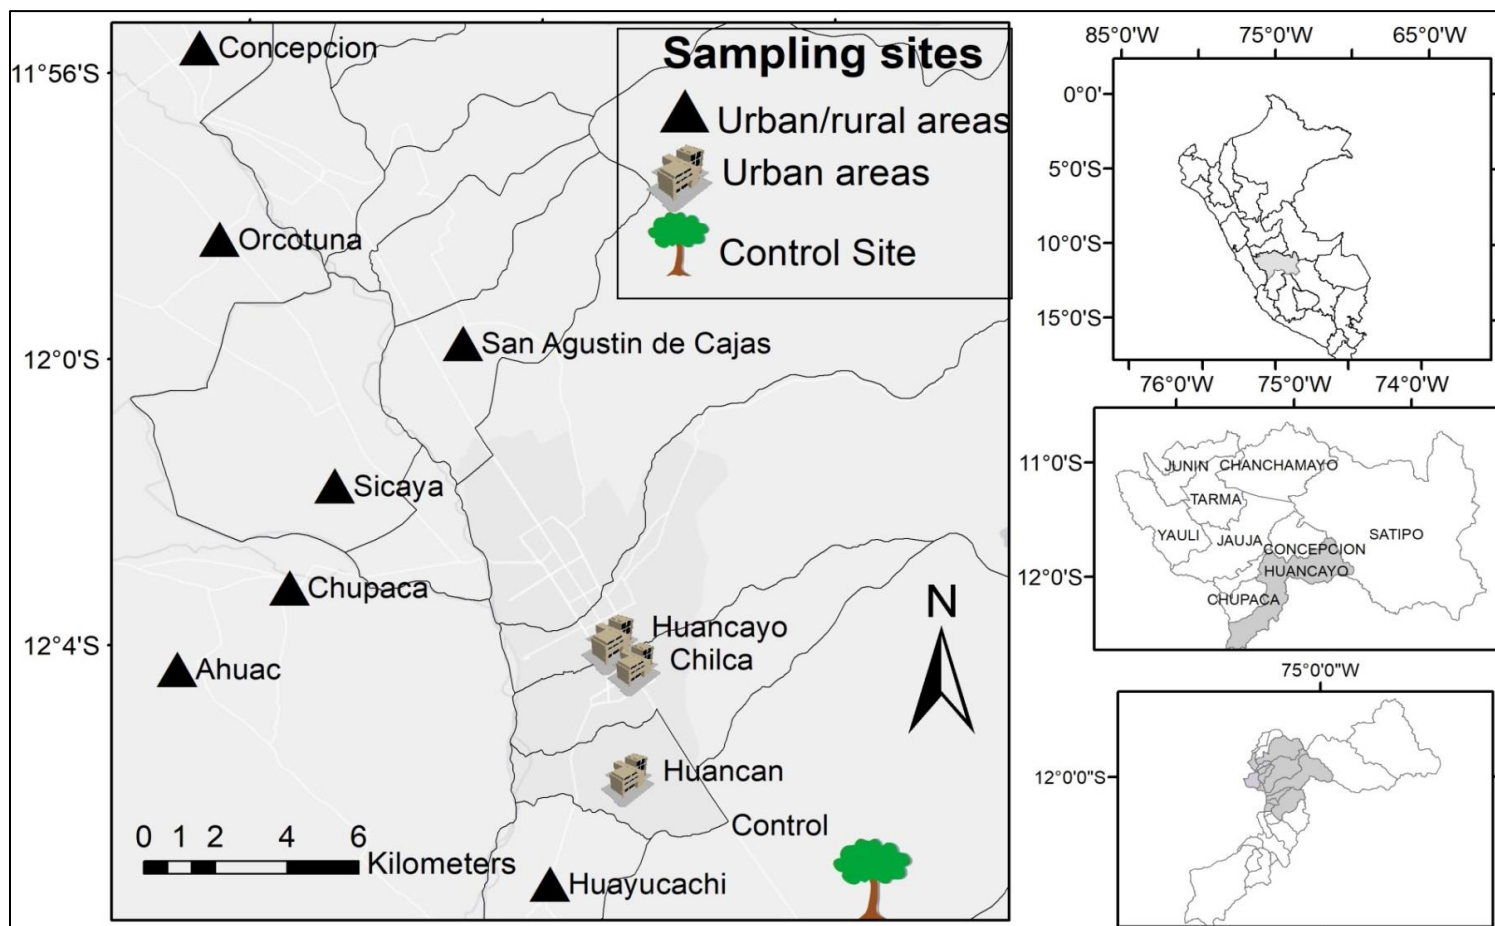 Concepcion
11°56'S
Sampling sites
Urban/rural areas
Urban areas
Control Site
Orcotuna
San Agustin de Cajas
12°0'S
Sicaya
Chupaca
N
Huancayo
Chilca
12°4'S
Ahuac
Huancan
Control
0 1 2 4 6
Kilometers
Huayucachi
85°0'W 75°0'W 65°0'W
0°0'
5°0'S
10°0'S
15°0'S
76°0'W 75°0'W 74°0'W
11°0'S
12°0'S
JUNIN CHANCHAMAYO
TARMA
YAULI JAUJA SATIPO
CONCEPCION
HUANCAYO
CHUPACA
75°0'0"W
12°0'0"S